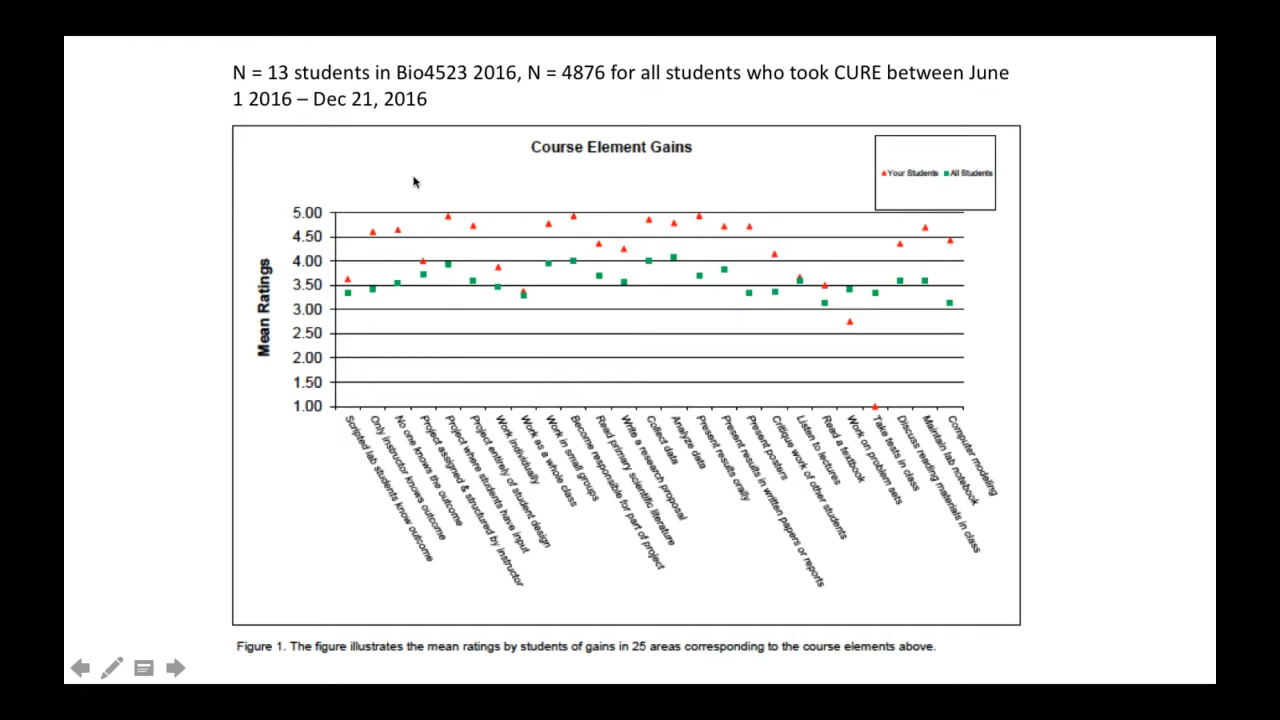 N = 13 students in Bio4523 2016, N = 4876 for all students who took CURE between June
1 2016 – Dec 21, 2016
Course Element Gains
Your Students
All Students
Mean Ratings
5.00
4.50
4.00
3.50
3.00
2.50
2.00
1.50
1.00
Scripted lab students know outcome
Only instructor knows outcome
No one knows the outcome
Project assigned & structured by instructor
Project where students have input
Project entirely of student design
Work individually
Work as a whole class
Work in small groups
Become responsible for part of project
Read primary scientific literature
Write a research proposal
Collect data
Analyze data
Present results orally
Present results in written papers or reports
Present posters
Critique work of other students
Listen to lectures
Read a textbook
Work on problem sets
Take tests in class
Discuss reading materials in class
Maintain lab notebook
Computer modeling
Figure 1. The figure illustrates the mean ratings by students of gains in 25 areas corresponding to the course elements above.